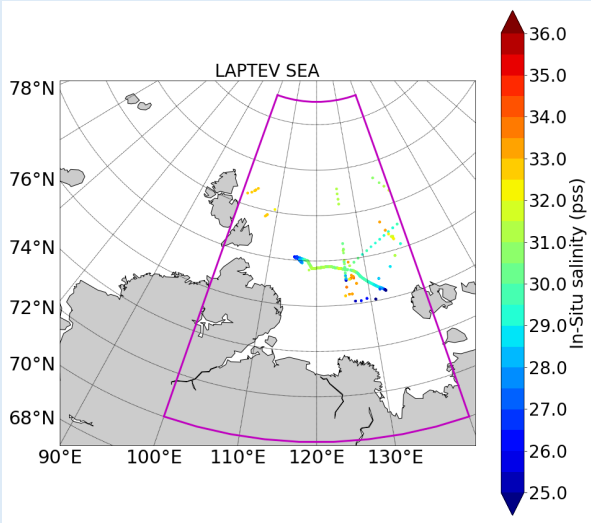 LAPTEV SEA
78°N
76°N
74°N
72°N
70°N
68°N
90°E
100°E
110°E
120°E
130°E
36.0
35.0
34.0
33.0
32.0
31.0
30.0
29.0
28.0
27.0
26.0
25.0
In-Situ salinity (pss)